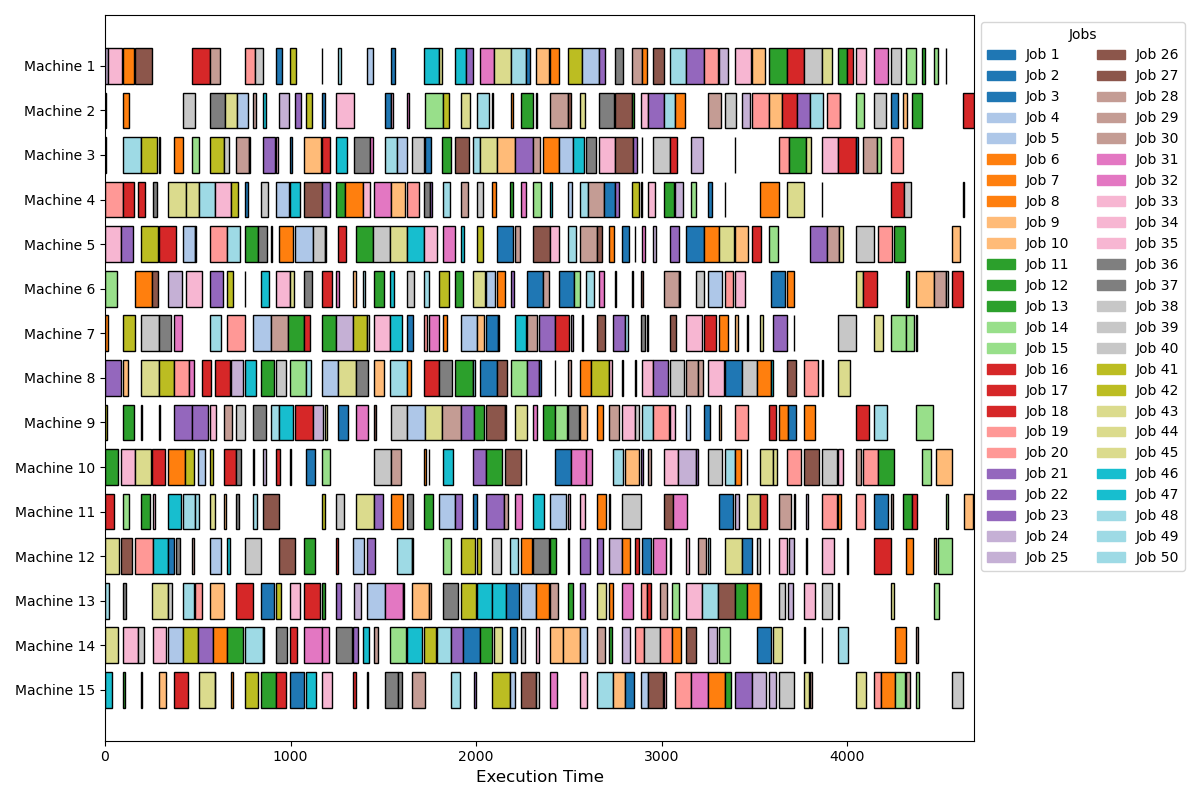 Machine 1
Machine 2
Machine 3
Machine 4
Machine 5
Machine 6
Machine 7
Machine 8
Machine 9
Machine 10
Machine 11
Machine 12
Machine 13
Machine 14
Machine 15
0 1000 2000 3000 4000
Execution Time
Jobs
Job 1 Job 26
Job 2 Job 27
Job 3 Job 28
Job 4 Job 29
Job 5 Job 30
Job 6 Job 31
Job 7 Job 32
Job 8 Job 33
Job 9 Job 34
Job 10 Job 35
Job 11 Job 36
Job 12 Job 37
Job 13 Job 38
Job 14 Job 39
Job 15 Job 40
Job 16 Job 41
Job 17 Job 42
Job 18 Job 43
Job 19 Job 44
Job 20 Job 45
Job 21 Job 46
Job 22 Job 47
Job 23 Job 48
Job 24 Job 49
Job 25 Job 50